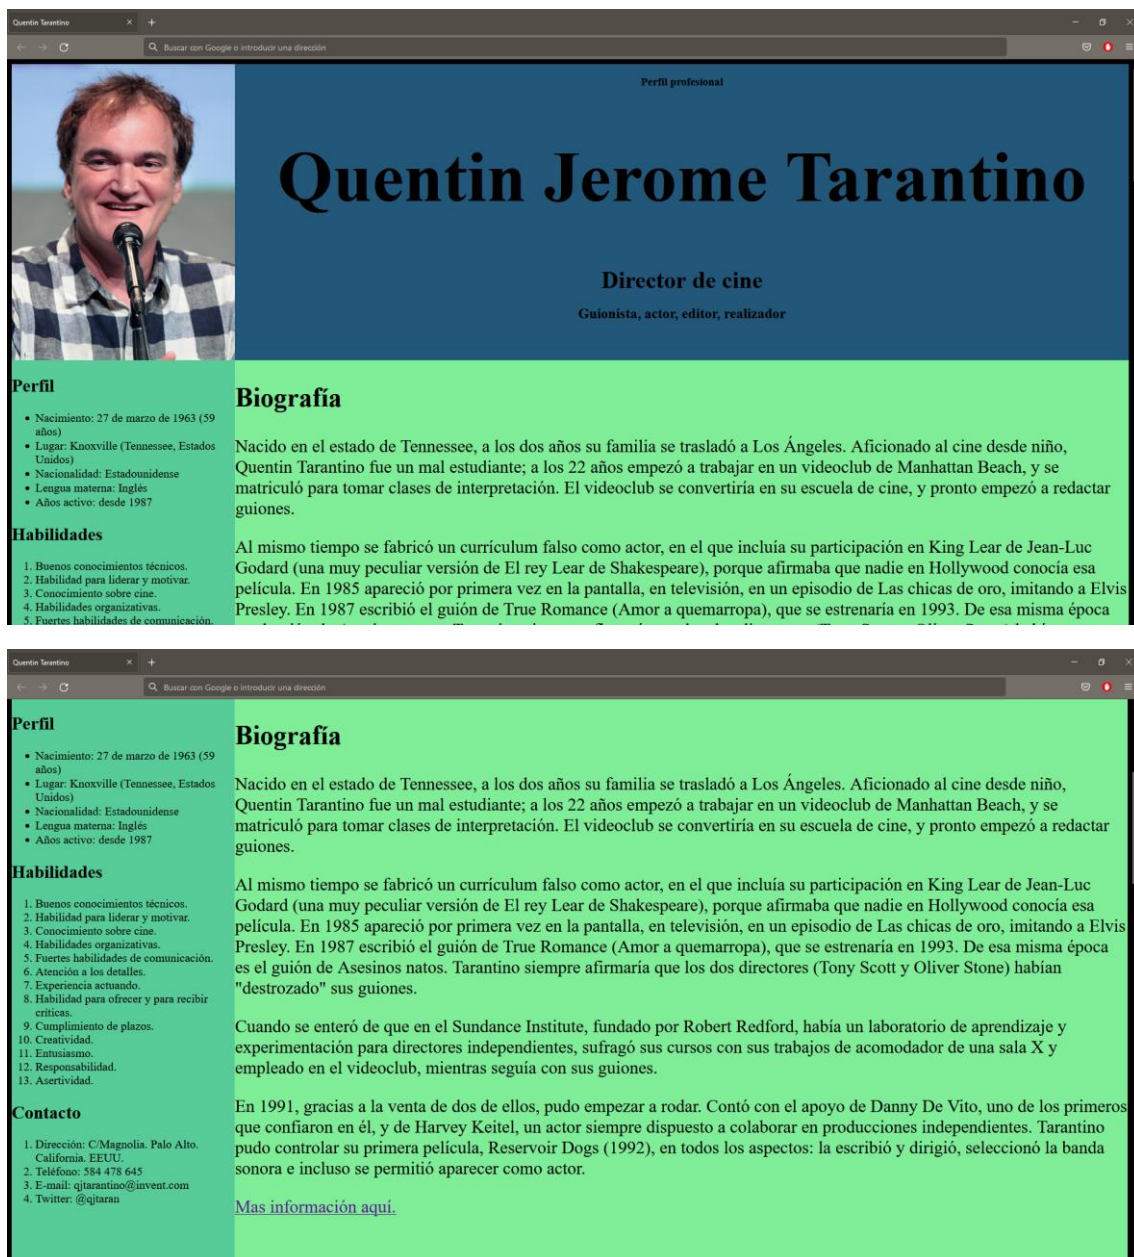 Quentin Tarantino
Buscar con Google o introducir una dirección
Perfil profesional
Quentin Jerome Tarantino
Director de cine
Guionista, actor, editor, realizador
Perfil
• Nacimiento: 27 de marzo de 1963 (59
años)
• Lugar: Knoxville (Tennessee, Estados
Unidos)
• Nacionalidad: Estadounidense
• Lengua materna: Inglés
• Años activo: desde 1987
Habilidades
1. Buenos conocimientos técnicos.
2. Habilidad para liderar y motivar.
3. Conocimiento sobre cine.
4. Habilidades organizativas.
5. Fuertes habilidades de comunicación.
Biografía
Nacido en el estado de Tennessee, a los dos años su familia se trasladó a Los Ángeles. Aficionado al cine desde niño,
Quentin Tarantino fue un mal estudiante; a los 22 años empezó a trabajar en un videoclub de Manhattan Beach, y se
matriculó para tomar clases de interpretación. El videoclub se convertiría en su escuela de cine, y pronto empezó a redactar
guiones.
Al mismo tiempo se fabricó un currículum falso como actor, en el que incluía su participación en King Lear de Jean-Luc
Godard (una muy peculiar versión de El rey Lear de Shakespeare), porque afirmaba que nadie en Hollywood conocía esa
película. En 1985 apareció por primera vez en la pantalla, en televisión, en un episodio de Las chicas de oro, imitando a Elvis
Presley. En 1987 escribió el guión de True Romance (Amor a quemarropa), que se estrenaría en 1993. De esa misma época
Quentin Tarantino
Buscar con Google o introducir una dirección
Perfil
• Nacimiento: 27 de marzo de 1963 (59
años)
• Lugar: Knoxville (Tennessee, Estados
Unidos)
• Nacionalidad: Estadounidense
• Lengua materna: Inglés
• Años activo: desde 1987
Habilidades
1. Buenos conocimientos técnicos.
2. Habilidad para liderar y motivar.
3. Conocimiento sobre cine.
4. Habilidades organizativas.
5. Fuertes habilidades de comunicación.
6. Atención a los detalles.
7. Experiencia actuando.
8. Habilidad para ofrecer y para recibir
críticas.
9. Cumplimiento de plazos.
10. Creatividad.
11. Entusiasmo.
12. Responsabilidad.
13. Asertividad.
Contacto
1. Dirección: C/Magnolia. Palo Alto.
California. EEUU.
2. Teléfono: 584 478 645
3. E-mail: qjtarantino@invent.com
4. Twitter: @qjtaran
Biografía
Nacido en el estado de Tennessee, a los dos años su familia se trasladó a Los Ángeles. Aficionado al cine desde niño,
Quentin Tarantino fue un mal estudiante; a los 22 años empezó a trabajar en un videoclub de Manhattan Beach, y se
matriculó para tomar clases de interpretación. El videoclub se convertiría en su escuela de cine, y pronto empezó a redactar
guiones.
Al mismo tiempo se fabricó un currículum falso como actor, en el que incluía su participación en King Lear de Jean-Luc
Godard (una muy peculiar versión de El rey Lear de Shakespeare), porque afirmaba que nadie en Hollywood conocía esa
película. En 1985 apareció por primera vez en la pantalla, en televisión, en un episodio de Las chicas de oro, imitando a Elvis
Presley. En 1987 escribió el guión de True Romance (Amor a quemarropa), que se estrenaría en 1993. De esa misma época
es el guión de Asesinos natos. Tarantino siempre afirmaría que los dos directores (Tony Scott y Oliver Stone) habían
"destrozado" sus guiones.
Cuando se enteró de que en el Sundance Institute, fundado por Robert Redford, había un laboratorio de aprendizaje y
experimentación para directores independientes, sufragó sus cursos con sus trabajos de acomodador de una sala X y
empleado en el videoclub, mientras seguía con sus guiones.
En 1991, gracias a la venta de dos de ellos, pudo empezar a rodar. Contó con el apoyo de Danny De Vito, uno de los primeros
que confiaron en él, y de Harvey Keitel, un actor siempre dispuesto a colaborar en producciones independientes. Tarantino
pudo controlar su primera película, Reservoir Dogs (1992), en todos los aspectos: la escribió y dirigió, seleccionó la banda
sonora e incluso se permitió aparecer como actor.
Mas información aquí.